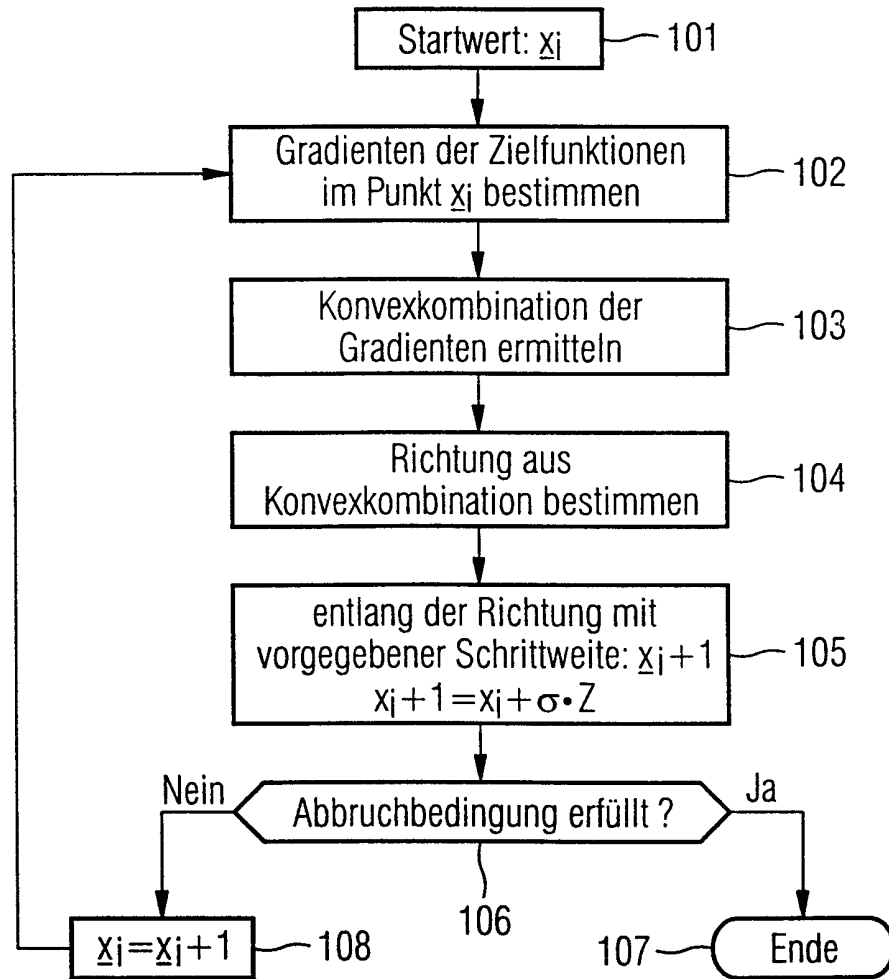 Startwert: x̲i
101
Gradienten der Zielfunktionen
im Punkt x̲i bestimmen
102
Konvexkombination der
Gradienten ermitteln
103
Richtung aus
Konvexkombination bestimmen
104
entlang der Richtung mit
vorgegebener Schrittweite: x̲i+1
xi+1=xi+σ•Z
105
Nein
Abbruchbedingung erfüllt ?
Ja
106
x̲i=x̲i+1
108
107
Ende